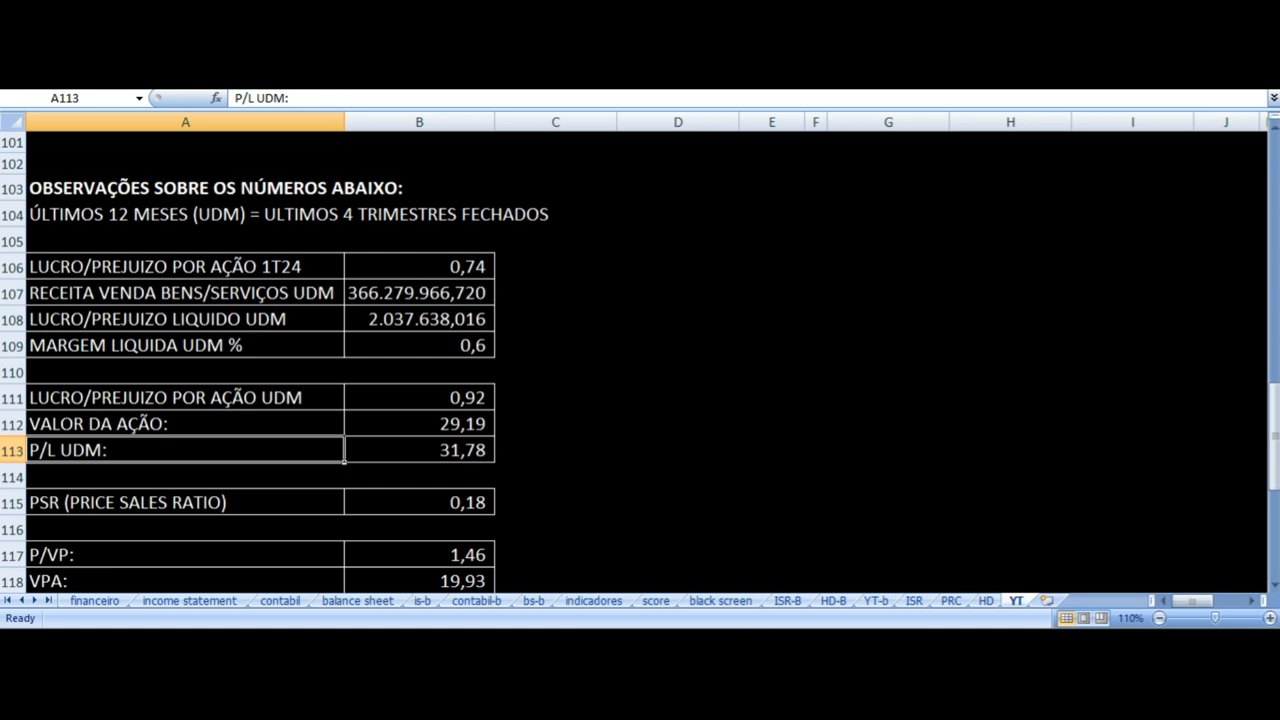 A113 fx P/L UDM:
A B C D E F G H I J
101
102
103 OBSERVAÇÕES SOBRE OS NÚMEROS ABAIXO:
104 ÚLTIMOS 12 MESES (UDM) = ULTIMOS 4 TRIMESTRES FECHADOS
105
106 LUCRO/PREJUIZO POR AÇÃO 1T24 0,74
107 RECEITA VENDA BENS/SERVIÇOS UDM 366.279.966,720
108 LUCRO/PREJUIZO LIQUIDO UDM 2.037.638,016
109 MARGEM LIQUIDA UDM % 0,6
110
111 LUCRO/PREJUIZO POR AÇÃO UDM 0,92
112 VALOR DA AÇÃO: 29,19
113 P/L UDM: 31,78
114
115 PSR (PRICE SALES RATIO) 0,18
116
117 P/VP: 1,46
118 VPA: 19,93
financeiro income statement contabil balance sheet is-b contabil-b bs-b indicadores score black screen ISR-B HD-B YT-b ISR PRC HD YT
Ready 110%